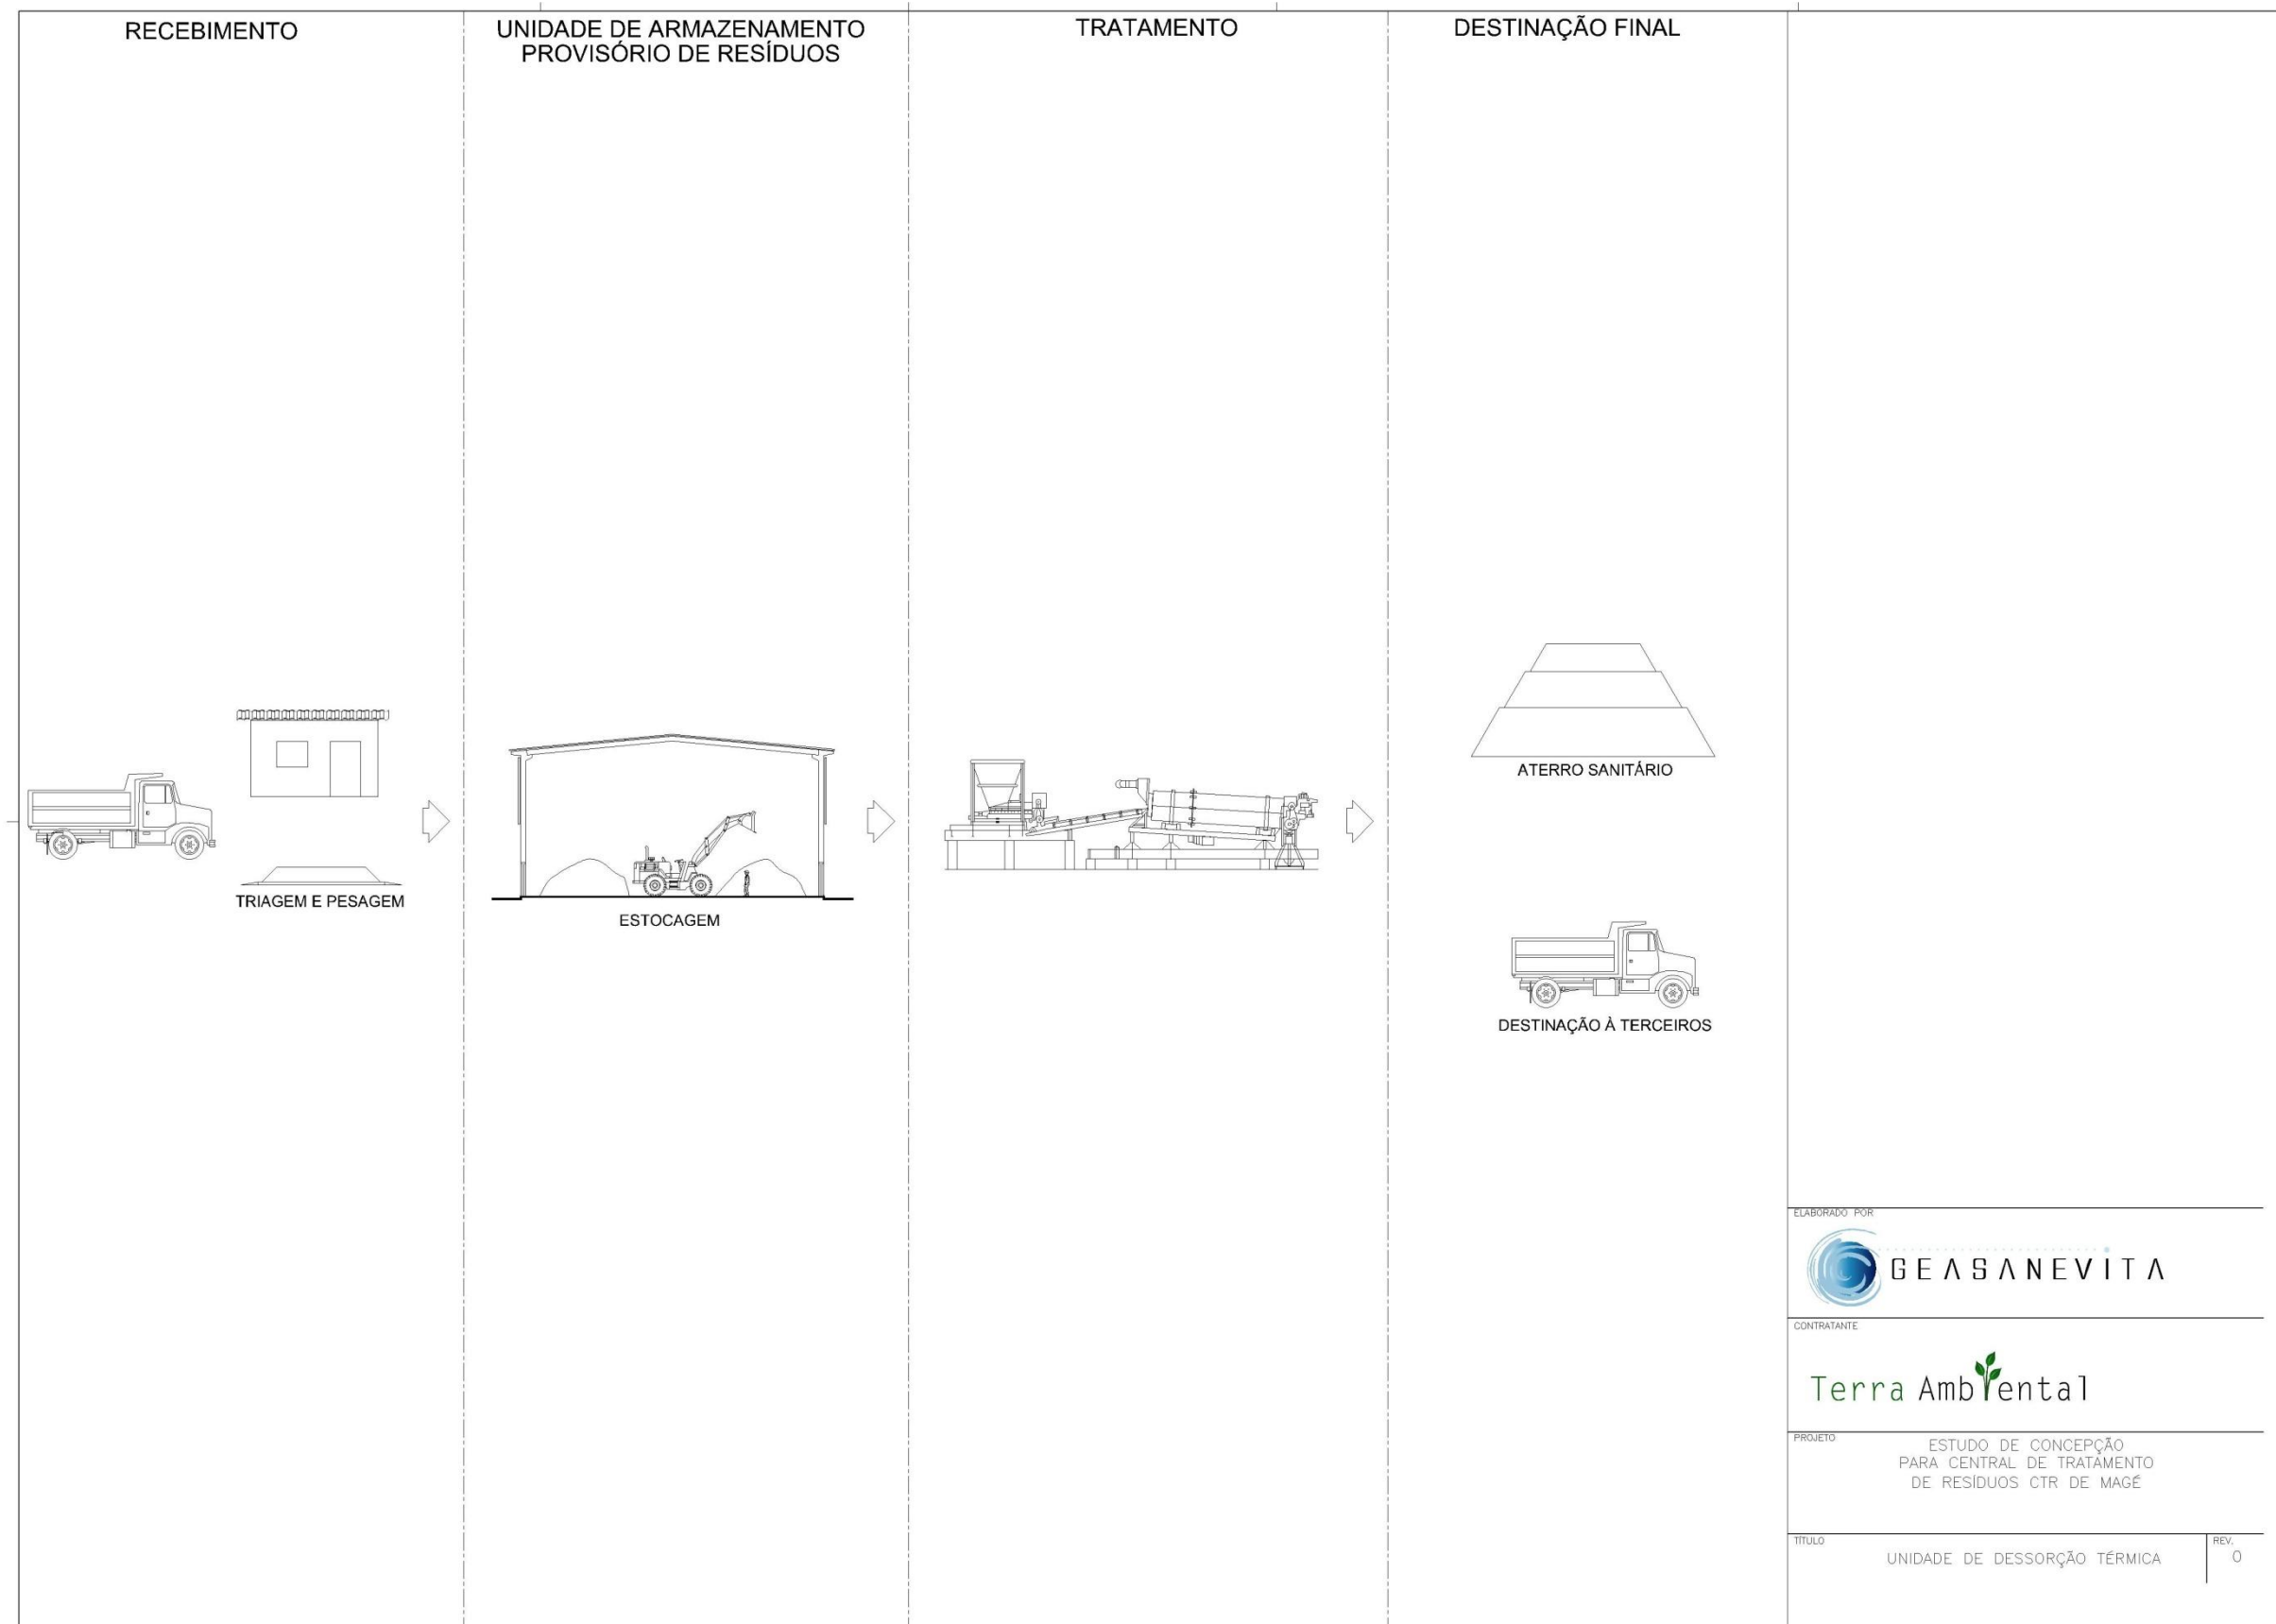 RECEBIMENTO
UNIDADE DE ARMAZENAMENTO
PROVISÓRIO DE RESÍDUOS
TRATAMENTO
DESTINAÇÃO FINAL
TRIAGEM E PESAGEM
ESTOCAGEM
ATERRO SANITÁRIO
DESTINAÇÃO À TERCEIROS
ELABORADO POR
GEASANEVITA
CONTRATANTE
Terra Ambiental
PROJETO
ESTUDO DE CONCEPÇÃO
PARA CENTRAL DE TRATAMENTO
DE RESÍDUOS CTR DE MAGÉ
TÍTULO
UNIDADE DE DESSORÇÃO TÉRMICA
REV.
0